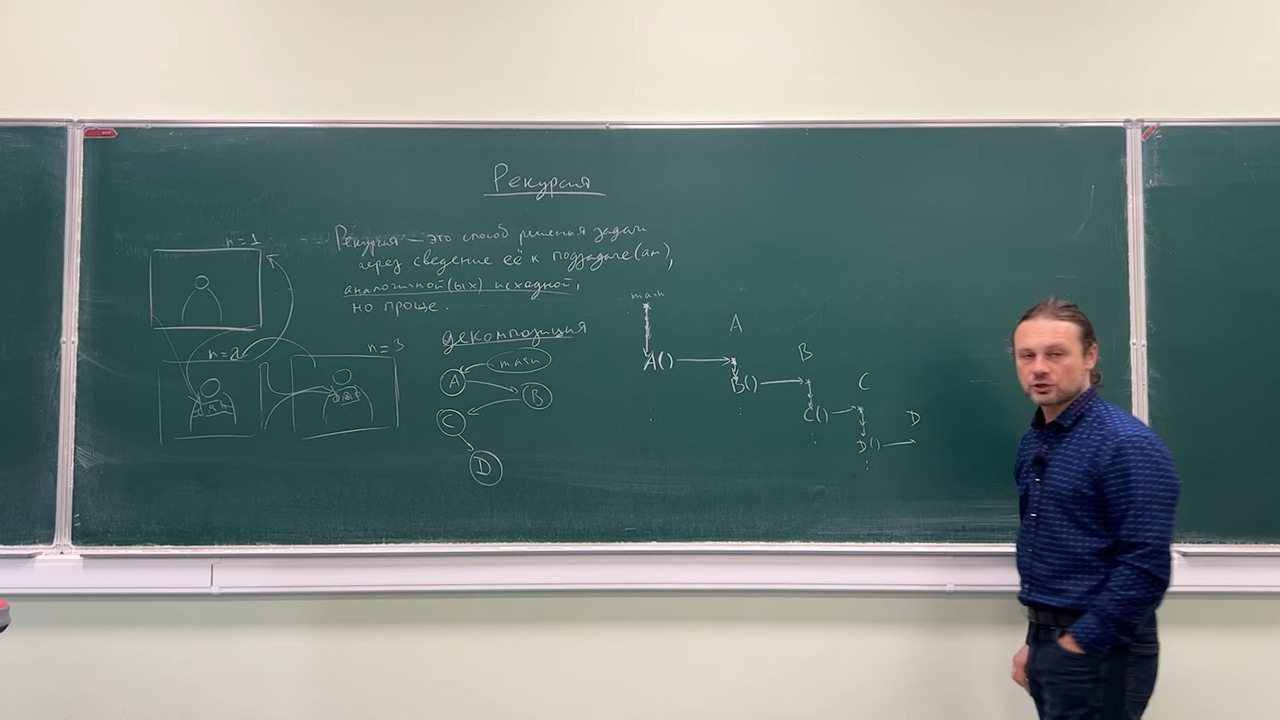 Рекурсия
Рекурсия — это способ решения задачи
через сведение её к подзадаче(ам),
аналогичной(ых) исходной,
но проще.
n=1
n=2
n=3
декомпозиция
main
A
B
C
D
main
A()
A
B()
B
C()
C
D()
D